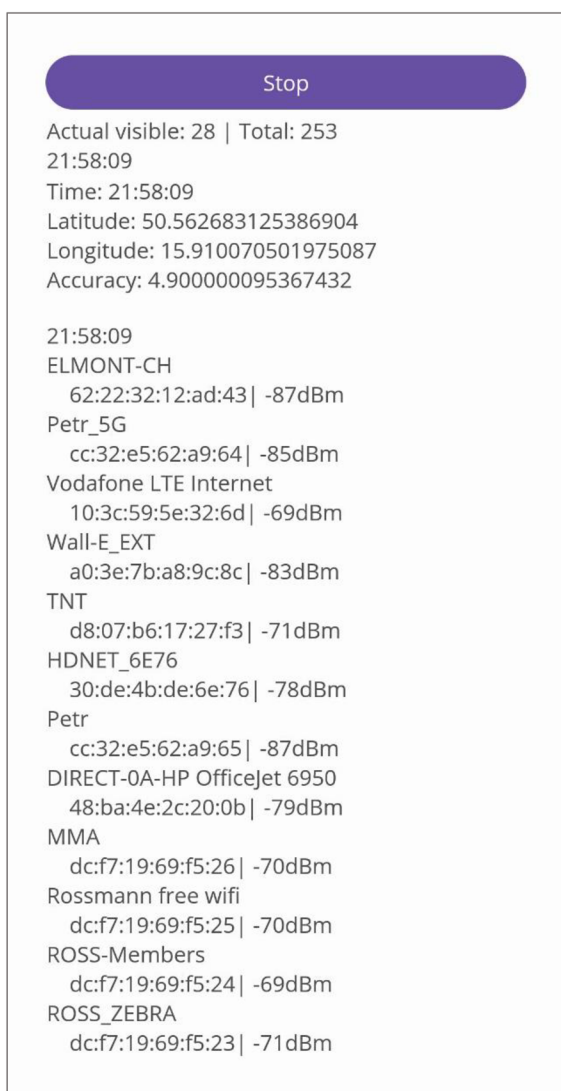 Stop
Actual visible: 28 | Total: 253
21:58:09
Time: 21:58:09
Latitude: 50.562683125386904
Longitude: 15.910070501975087
Accuracy: 4.900000095367432
21:58:09
ELMONT-CH
62:22:32:12:ad:43| -87dBm
Petr_5G
cc:32:e5:62:a9:64| -85dBm
Vodafone LTE Internet
10:3c:59:5e:32:6d| -69dBm
Wall-E_EXT
a0:3e:7b:a8:9c:8c| -83dBm
TNT
d8:07:b6:17:27:f3| -71dBm
HDNET_6E76
30:de:4b:de:6e:76| -78dBm
Petr
cc:32:e5:62:a9:65| -87dBm
DIRECT-0A-HP OfficeJet 6950
48:ba:4e:2c:20:0b| -79dBm
MMA
dc:f7:19:69:f5:26| -70dBm
Rossmann free wifi
dc:f7:19:69:f5:25| -70dBm
ROSS-Members
dc:f7:19:69:f5:24| -69dBm
ROSS_ZEBRA
dc:f7:19:69:f5:23| -71dBm